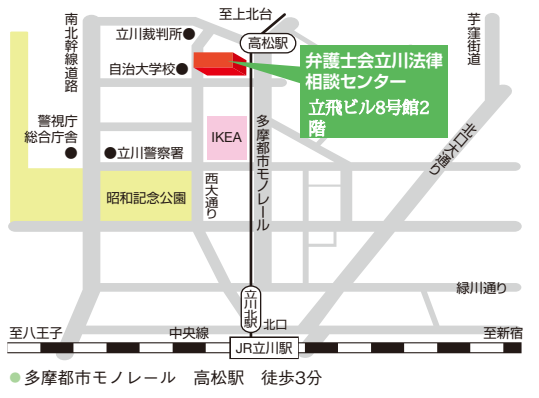 至上北台
南北幹線道路
立川裁判所
高松駅
芋窪街道
自治大学校
弁護士会立川法律
相談センター
立飛ビル8号館2
階
警視庁
総合庁舎
立川警察署
IKEA
多摩都市モノレール
北口大通り
昭和記念公園
西大通り
緑川通り
立川北駅
北口
至八王子
中央線
JR立川駅
至新宿
多摩都市モノレール 高松駅 徒歩3分